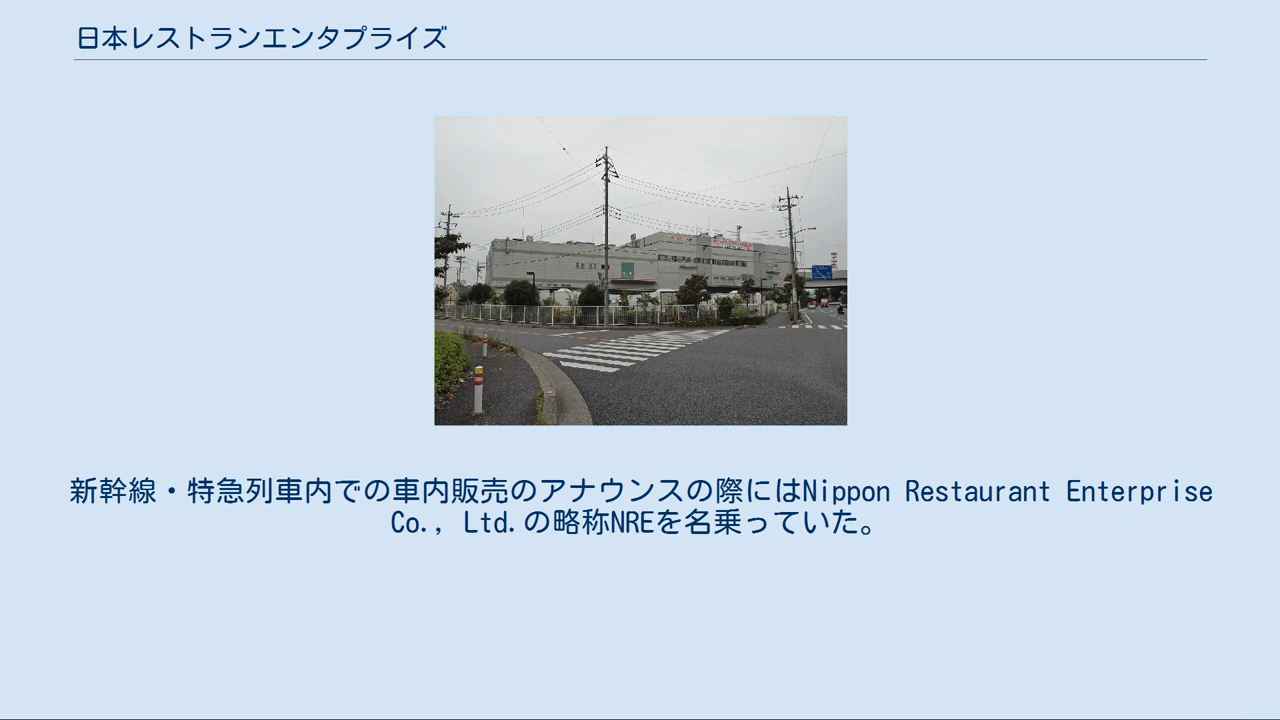 日本レストランエンタプライズ
新幹線・特急列車内での車内販売のアナウンスの際にはNippon Restaurant Enterprise
Co., Ltd.の略称NREを名乗っていた。